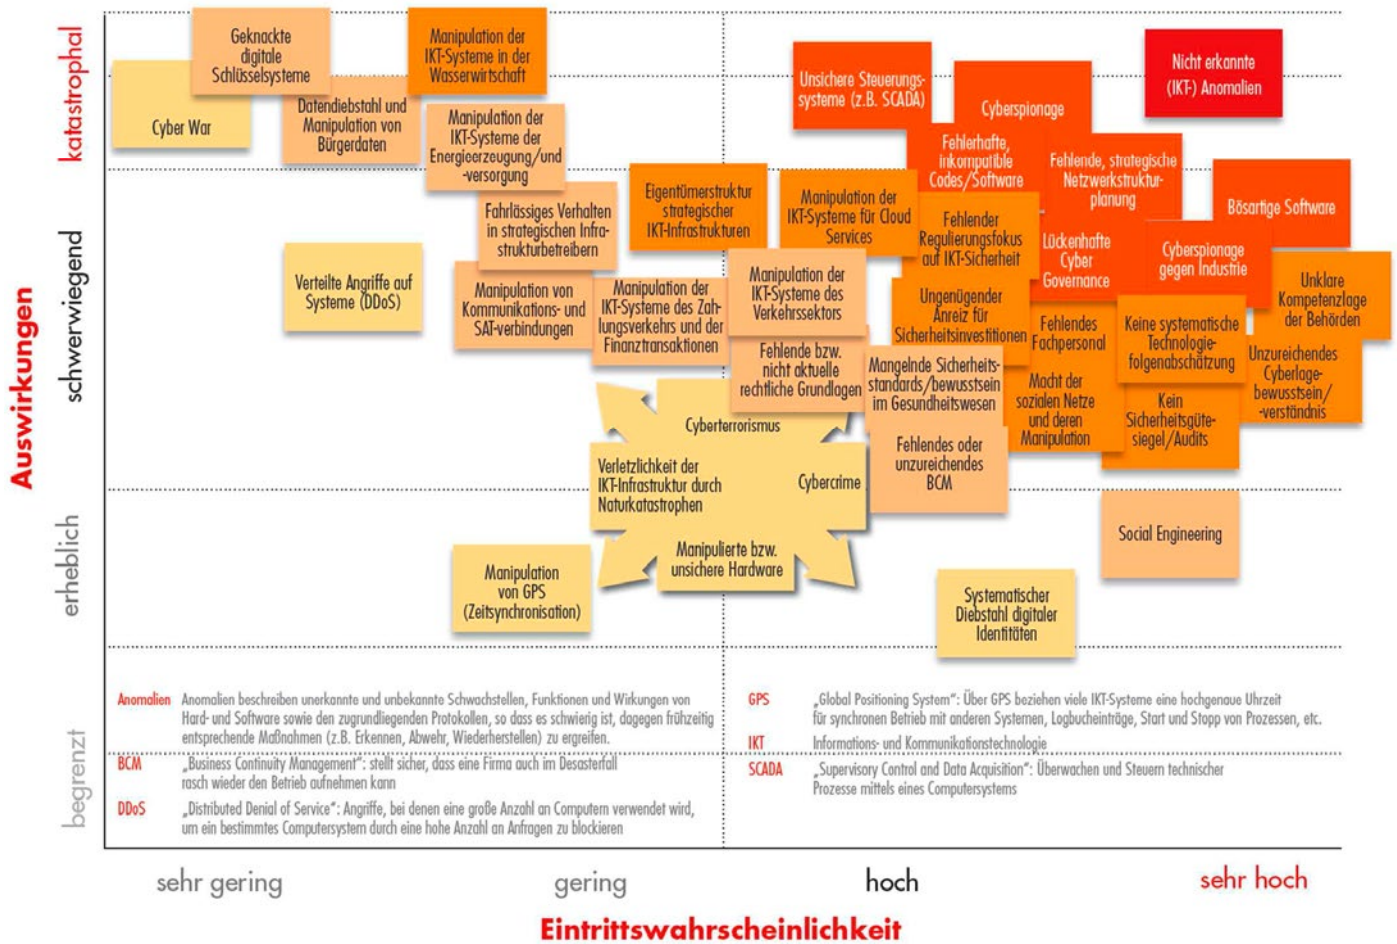 Auswirkungen
katastrophal
schwerwiegend
erheblich
begrenzt
Geknackte
digitale
Schlüsselsysteme
Cyber War
Datendiebstahl und
Manipulation von
Bürgerdaten
Manipulation der
IKT-Systeme in der
Wasserwirtschaft
Manipulation der
IKT-Systeme der
Energieerzeugung/und
-versorgung
Unsichere Steuerungs-
systeme (z.B. SCADA)
Cyberspionage
Nicht erkannte
(IKT-) Anomalien
Fehlerhafte,
inkompatible
Codes/Software
Fehlende, strategische
Netzwerkstruktur-
planung
Bösartige Software
Fahrlässiges Verhalten
in strategischen Infra-
strukturbetreibern
Eigentümerstruktur
strategischer
IKT-Infrastrukturen
Manipulation der
IKT-Systeme für Cloud
Services
Fehlender
Regulierungsfokus
auf IKT-Sicherheit
Lückenhafte
Cyber
Governance
Cyberspionage
gegen Industrie
Unklare
Kompetenzlage
der Behörden
Verteilte Angriffe auf
Systeme (DDoS)
Manipulation von
Kommunikations- und
SAT-verbindungen
Manipulation der
IKT-Systeme des Zah-
lungsverkehrs und der
Finanztransaktionen
Manipulation der
IKT-Systeme des
Verkehrssektors
Ungenügender
Anreiz für
Sicherheitsinvestitionen
Fehlendes
Fachpersonal
Keine systematische
Technologie-
folgenabschätzung
Unzureichendes
Cyberlage-
bewusstsein/
-verständnis
Fehlende bzw.
nicht aktuelle
rechtliche Grundlagen
Mangelnde Sicherheits-
standards/bewusstsein
im Gesundheitswesen
Macht der
sozialen Netze
und deren
Manipulation
Kein
Sicherheitsgüte-
siegel/Audits
Cyberterrorismus
Verletzlichkeit der
IKT-Infrastruktur durch
Naturkatastrophen
Cybercrime
Manipulierte bzw.
unsichere Hardware
Fehlendes oder
unzureichendes
BCM
Social Engineering
Manipulation
von GPS
(Zeitsynchronisation)
Systematischer
Diebstahl digitaler
Identitäten
Anomalien Anomalien beschreiben unerkannte und unbekannte Schwachstellen, Funktionen und Wirkungen von
Hard- und Software sowie den zugrundliegenden Protokollen, so dass es schwierig ist, dagegen frühzeitig
entsprechende Maßnahmen (z.B. Erkennen, Abwehr, Wiederherstellen) zu ergreifen.
BCM „Business Continuity Management“: stellt sicher, dass eine Firma auch im Desasterfall
rasch wieder den Betrieb aufnehmen kann
DDoS „Distributed Denial of Service“: Angriffe, bei denen eine große Anzahl an Computern verwendet wird,
um ein bestimmtes Computersystem durch eine hohe Anzahl an Anfragen zu blockieren
GPS „Global Positioning System“: Über GPS beziehen viele IKT-Systeme eine hochgenaue Uhrzeit
für synchronen Betrieb mit anderen Systemen, Logbucheinträge, Start und Stopp von Prozessen, etc.
IKT Informations- und Kommunikationstechnologie
SCADA „Supervisory Control and Data Acquisition“: Überwachen und Steuern technischer
Prozesse mittels eines Computersystems
sehr gering
gering
hoch
sehr hoch
Eintrittswahrscheinlichkeit